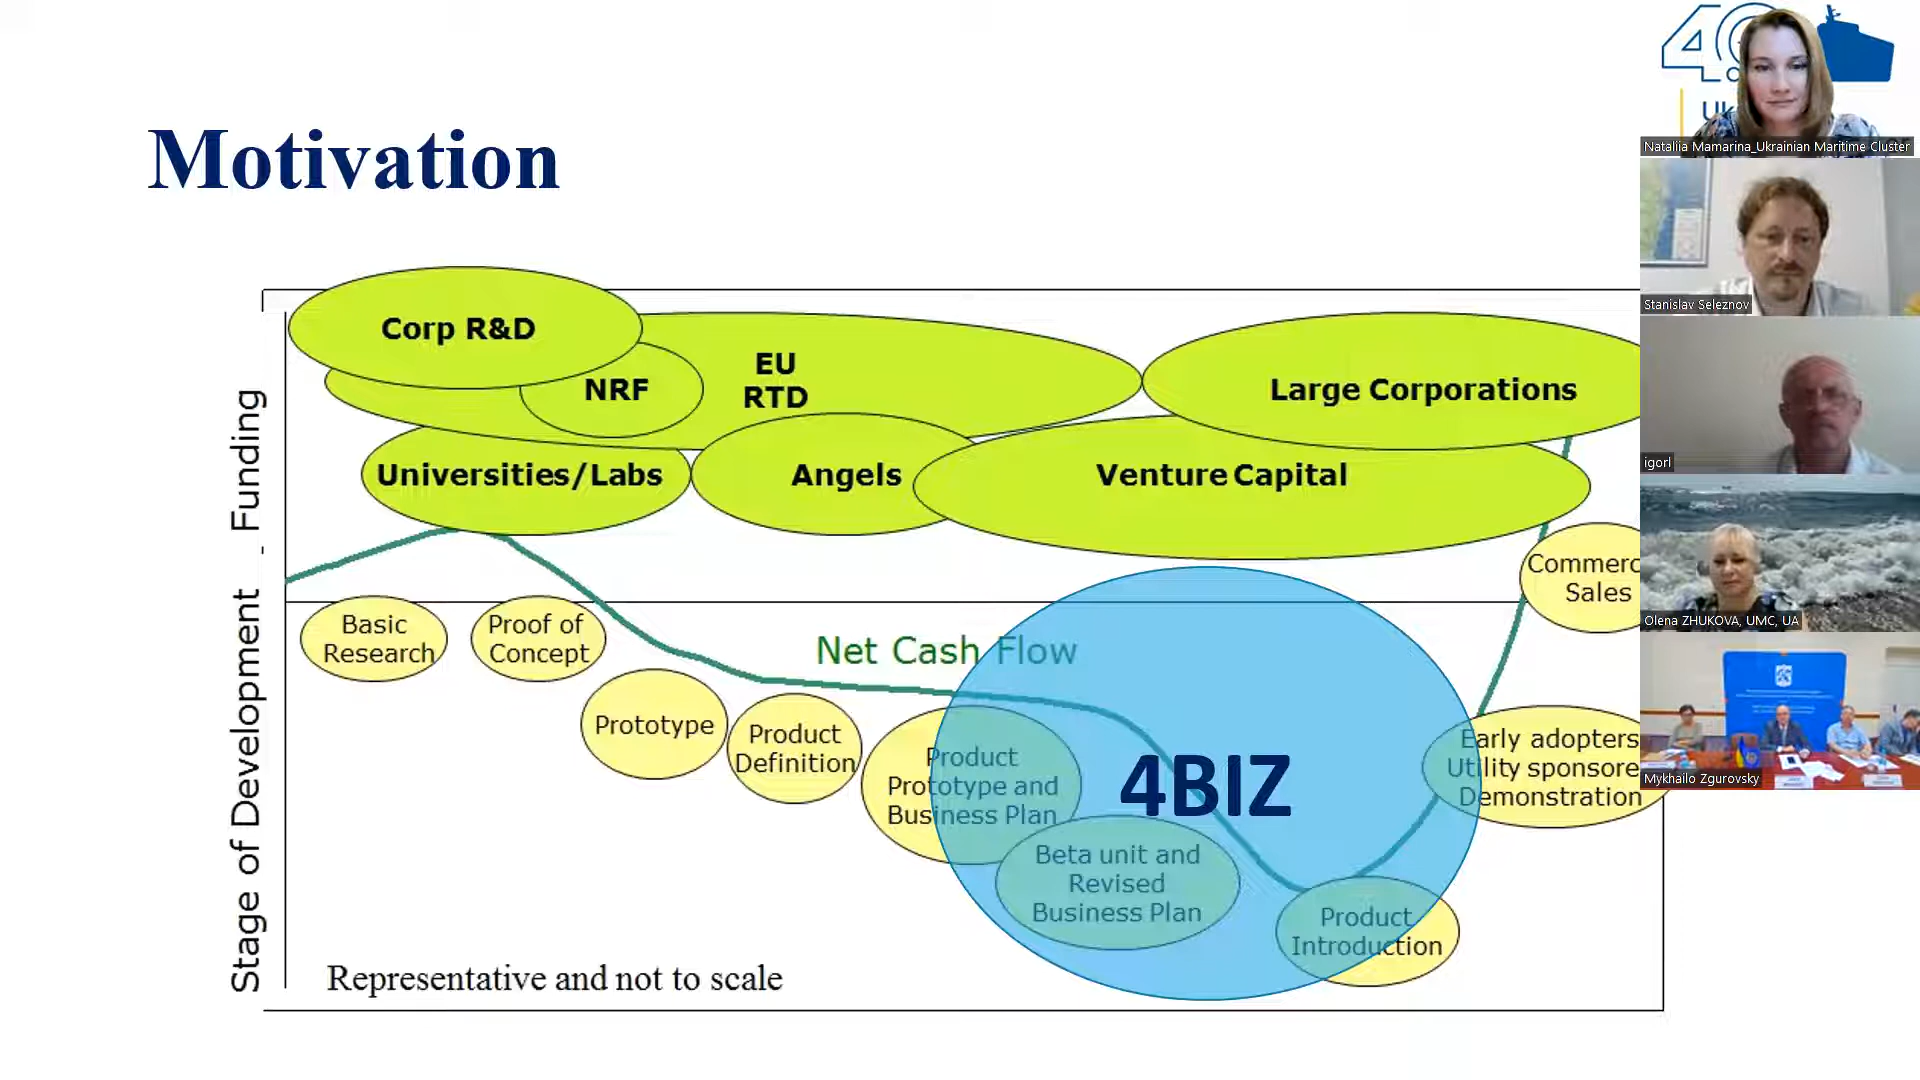 Motivation
Corp R&D
NRF
EU
RTD
Large Corporations
Universities/Labs
Angels
Venture Capital
Funding
Stage of Development
Basic
Research
Proof of
Concept
Prototype
Product
Definition
Net Cash Flow
Product
Prototype and
Business Plan
4BIZ
Beta unit and
Revised
Business Plan
Product
Introduction
Early adopters
Utility sponsore
Demonstration
Commerc
Sales
Representative and not to scale
4.0
Uk
Nataliia Mamarina_Ukrainian Maritime Cluster
Stanislav Seleznov
igorl
Olena ZHUKOVA, UMC, UA
Mykhailo Zgurovsky